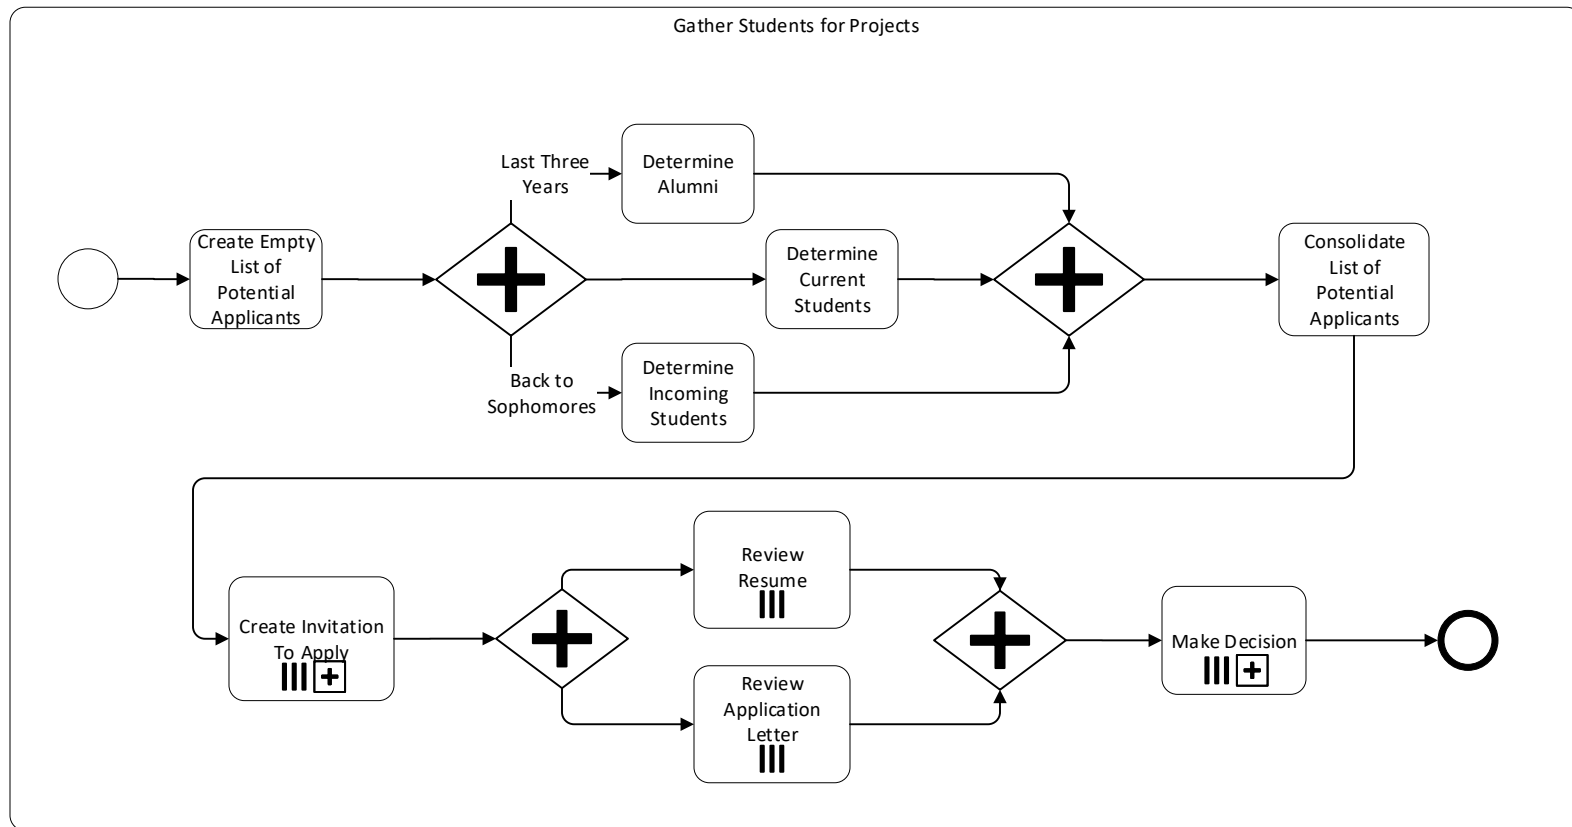 Gather Students for Projects
Last Three
Years
Determine
Alumni
Create Empty
List of
Potential
Applicants
Determine
Current
Students
Consolidate
List of
Potential
Applicants
Back to
Sophomores
Determine
Incoming
Students
Create Invitation
To Apply
Review
Resume
Review
Application
Letter
Make Decision